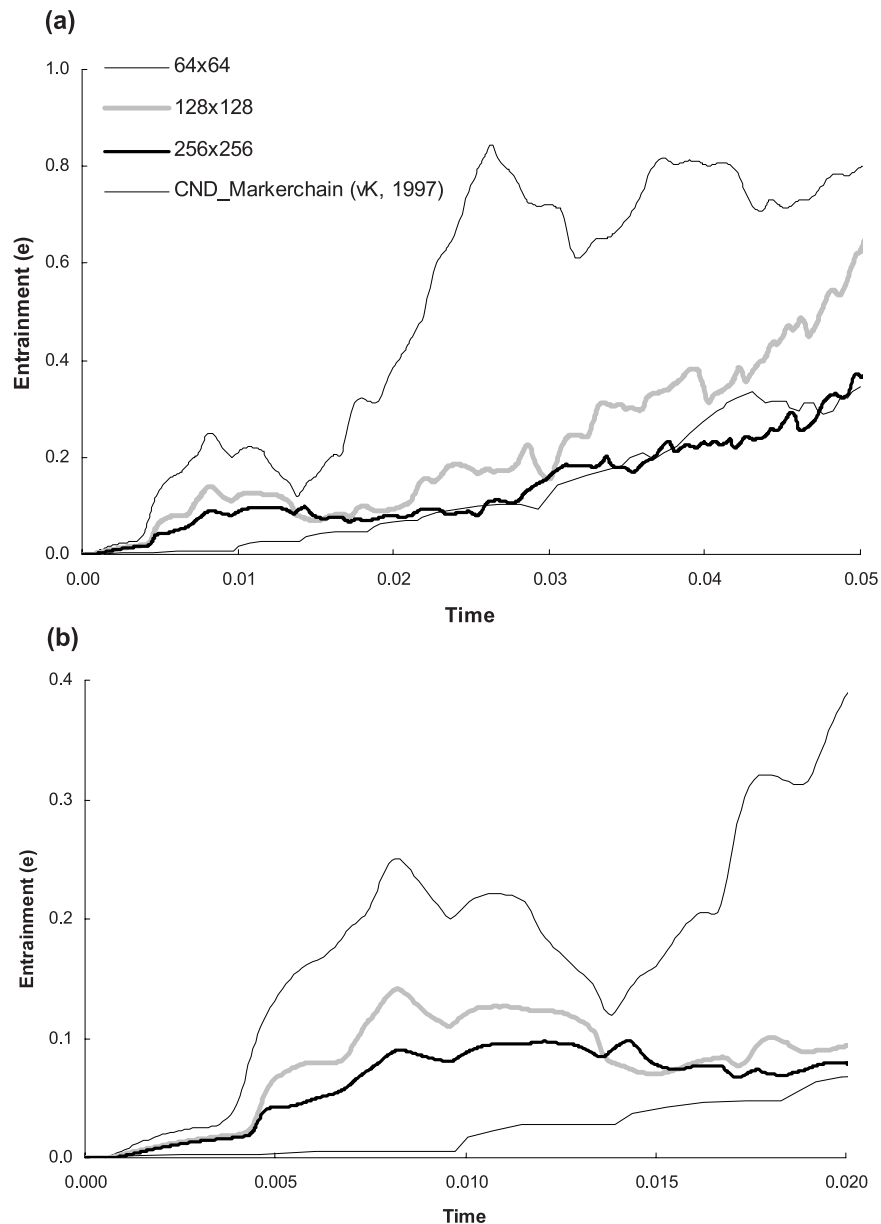 (a)
1.0
64x64
128x128
0.8
256x256
CND_Markerchain (vK, 1997)
0.6
Entrainment (e)
0.4
0.2
0.0
0.00 0.01 0.02 0.03 0.04 0.05
Time
(b)
0.4
0.3
Entrainment (e)
0.2
0.1
0.0
0.000 0.005 0.010 0.015 0.020
Time